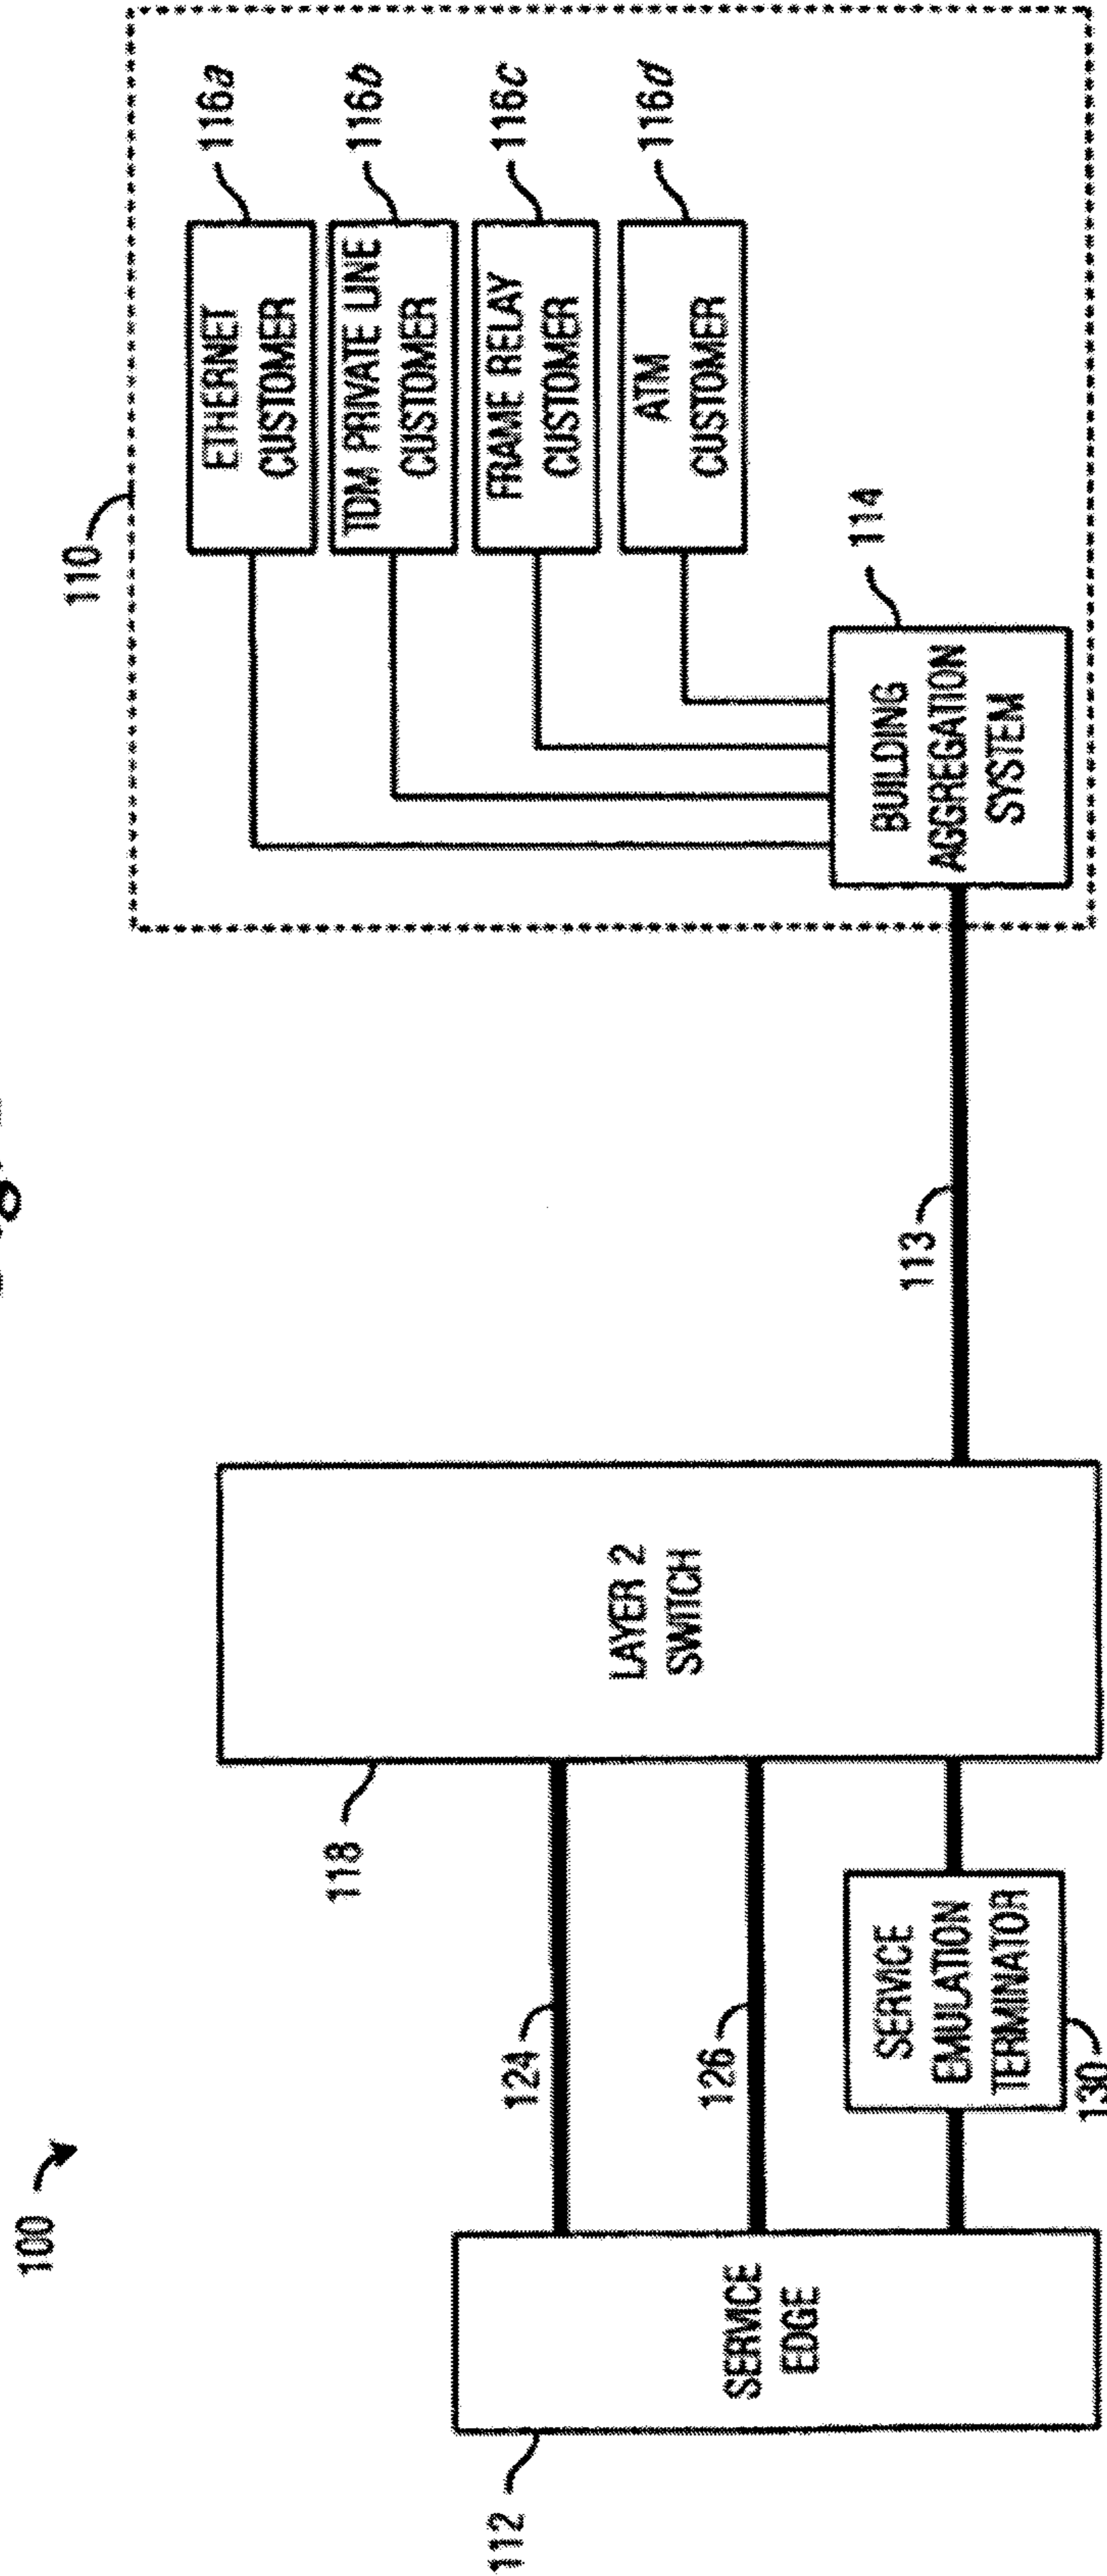 100
110
ETHERNET
CUSTOMER
116a
TDM PRIVATE LINE
CUSTOMER
116b
FRAME RELAY
CUSTOMER
116c
ATM
CUSTOMER
116d
BUILDING
AGGREGATION
SYSTEM
114
113
LAYER 2
SWITCH
118
124
126
SERVICE
EMULATION
TERMINATOR
130
SERVICE
EDGE
112